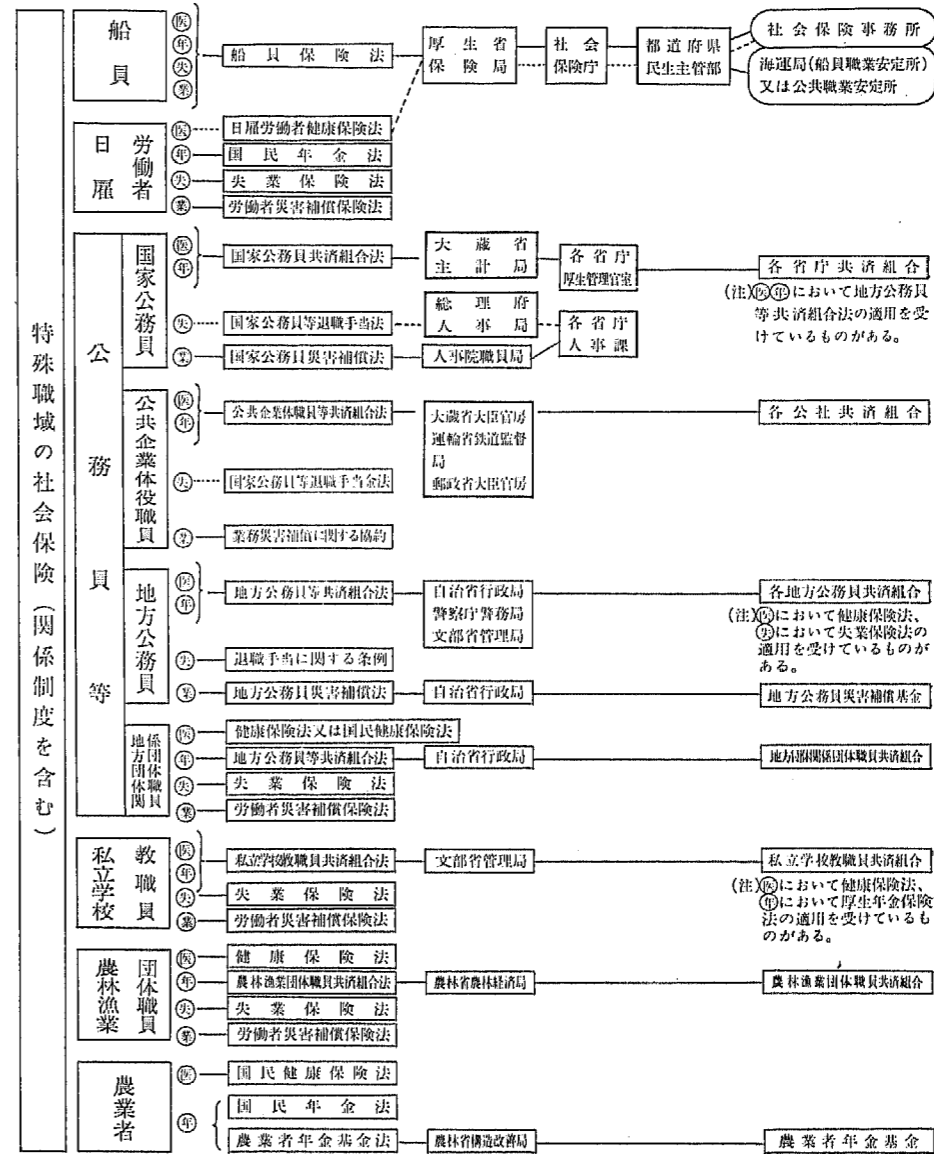 特殊職域の社会保険（関係制度を含む）
船員
医
年
失
業
船員保険法
厚生省
保険局
社会
保険庁
都道府県
民生主管部
社会保険事務所
海運局(船員職業安定所)
又は公共職業安定所
日雇労働者
医
日雇労働者健康保険法
年
国民年金法
失
失業保険法
業
労働者災害補償保険法
公務員等
国家公務員
医
年
国家公務員共済組合法
大蔵省
主計局
各省庁
厚生管理官室
各省庁共済組合
(注)医年において地方公務員
等共済組合法の適用を受
けているものがある。
失
国家公務員等退職手当法
総理府
人事局
各省庁
人事課
業
国家公務員災害補償法
人事院職員局
公共企業体役職員
医
年
公共企業体職員等共済組合法
大蔵省大臣官房
運輸省鉄道監督
局
郵政省大臣官房
各公社共済組合
失
国家公務員等退職手当金法
業
業務災害補償に関する協約
地方公務員
医
年
地方公務員等共済組合法
自治省行政局
警察庁警務局
文部省管理局
各地方公務員共済組合
(注)医において健康保険法、
失において失業保険法の
適用を受けているものが
ある。
失
退職手当に関する条例
業
地方公務員災害補償法
自治省行政局
地方公務員災害補償基金
地方団体関係団体職員
医
健康保険法又は国民健康保険法
年
地方公務員等共済組合法
自治省行政局
地方団体関係団体職員共済組合
失
失業保険法
業
労働者災害補償保険法
私立学校教職員
医
年
私立学校教職員共済組合法
文部省管理局
私立学校教職員共済組合
(注)医において健康保険法、
年において厚生年金保険
法の適用を受けているも
のがある。
失
失業保険法
業
労働者災害補償保険法
農林漁業団体職員
医
健康保険法
年
農林漁業団体職員共済組合法
農林省農林経済局
農林漁業団体職員共済組合
失
失業保険法
業
労働者災害補償保険法
農業者
医
国民健康保険法
年
国民年金法
農業者年金基金法
農林省構造改善局
農業者年金基金